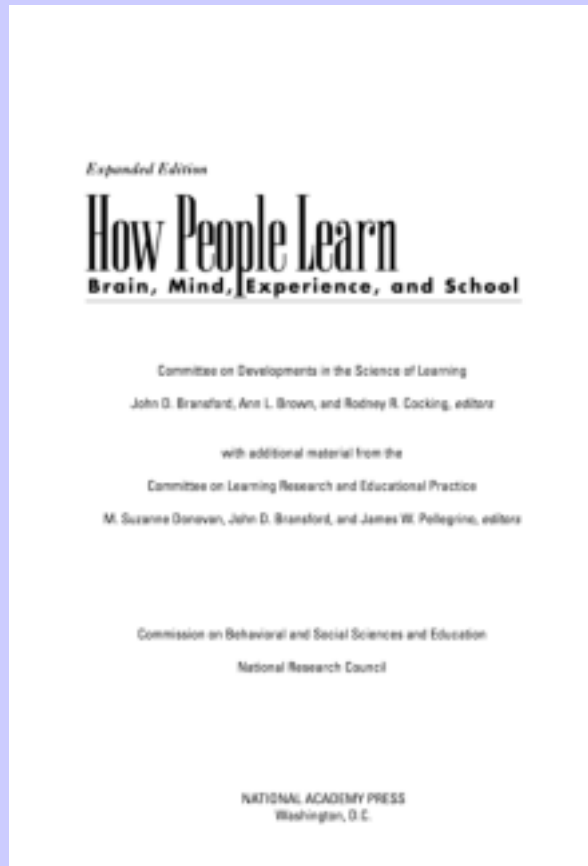 Expanded Edition
How People Learn
Brain, Mind, Experience, and School
Committee on Developments in the Science of Learning
John D. Bransford, Ann L. Brown, and Rodney R. Cocking, editors
with additional material from the
Committee on Learning Research and Educational Practice
M. Suzanne Donovan, John D. Bransford, and James W. Pellegrino, editors
Commission on Behavioral and Social Sciences and Education
National Research Council
NATIONAL ACADEMY PRESS
Washington, D.C.